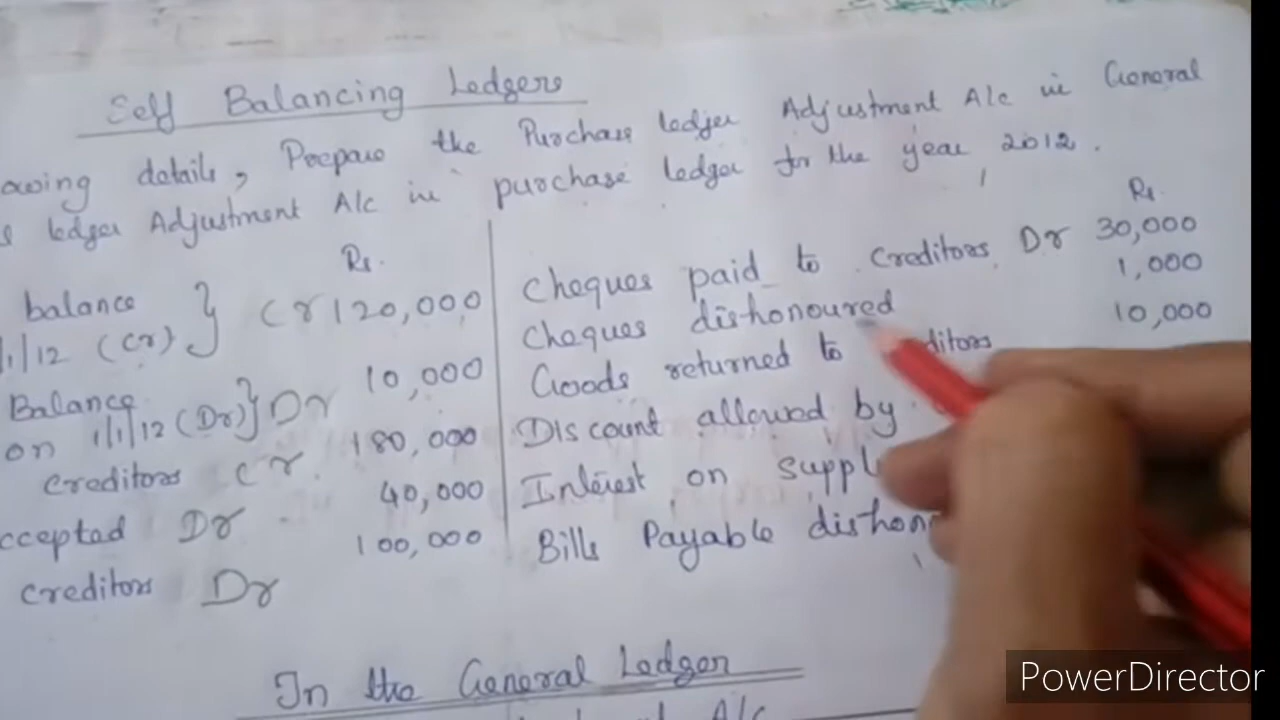 Self Balancing Ledgers
owing details, Prepare the Purchase ledger Adjustment A/c in General
ledger Adjustment A/c in purchase ledger for the year 2012.
Rs.
balance
1/1/12 (Cr) } Cr 120,000
Balance
on 1/1/12 (Dr) } Dr 10,000
creditors Cr 180,000
ccepted Dr 40,000
creditors Dr 100,000
Rs.
Cheques paid to creditors Dr 30,000
Cheques dishonoured 1,000
Goods returned to ditors 10,000
Discount allowed by
Interest on suppl
Bills Payable dishon
In the General Ledger
A/c
PowerDirector